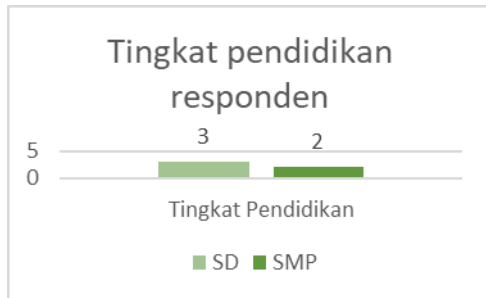 Tingkat pendidikan
responden
3 2
5
0
Tingkat Pendidikan
SD SMP